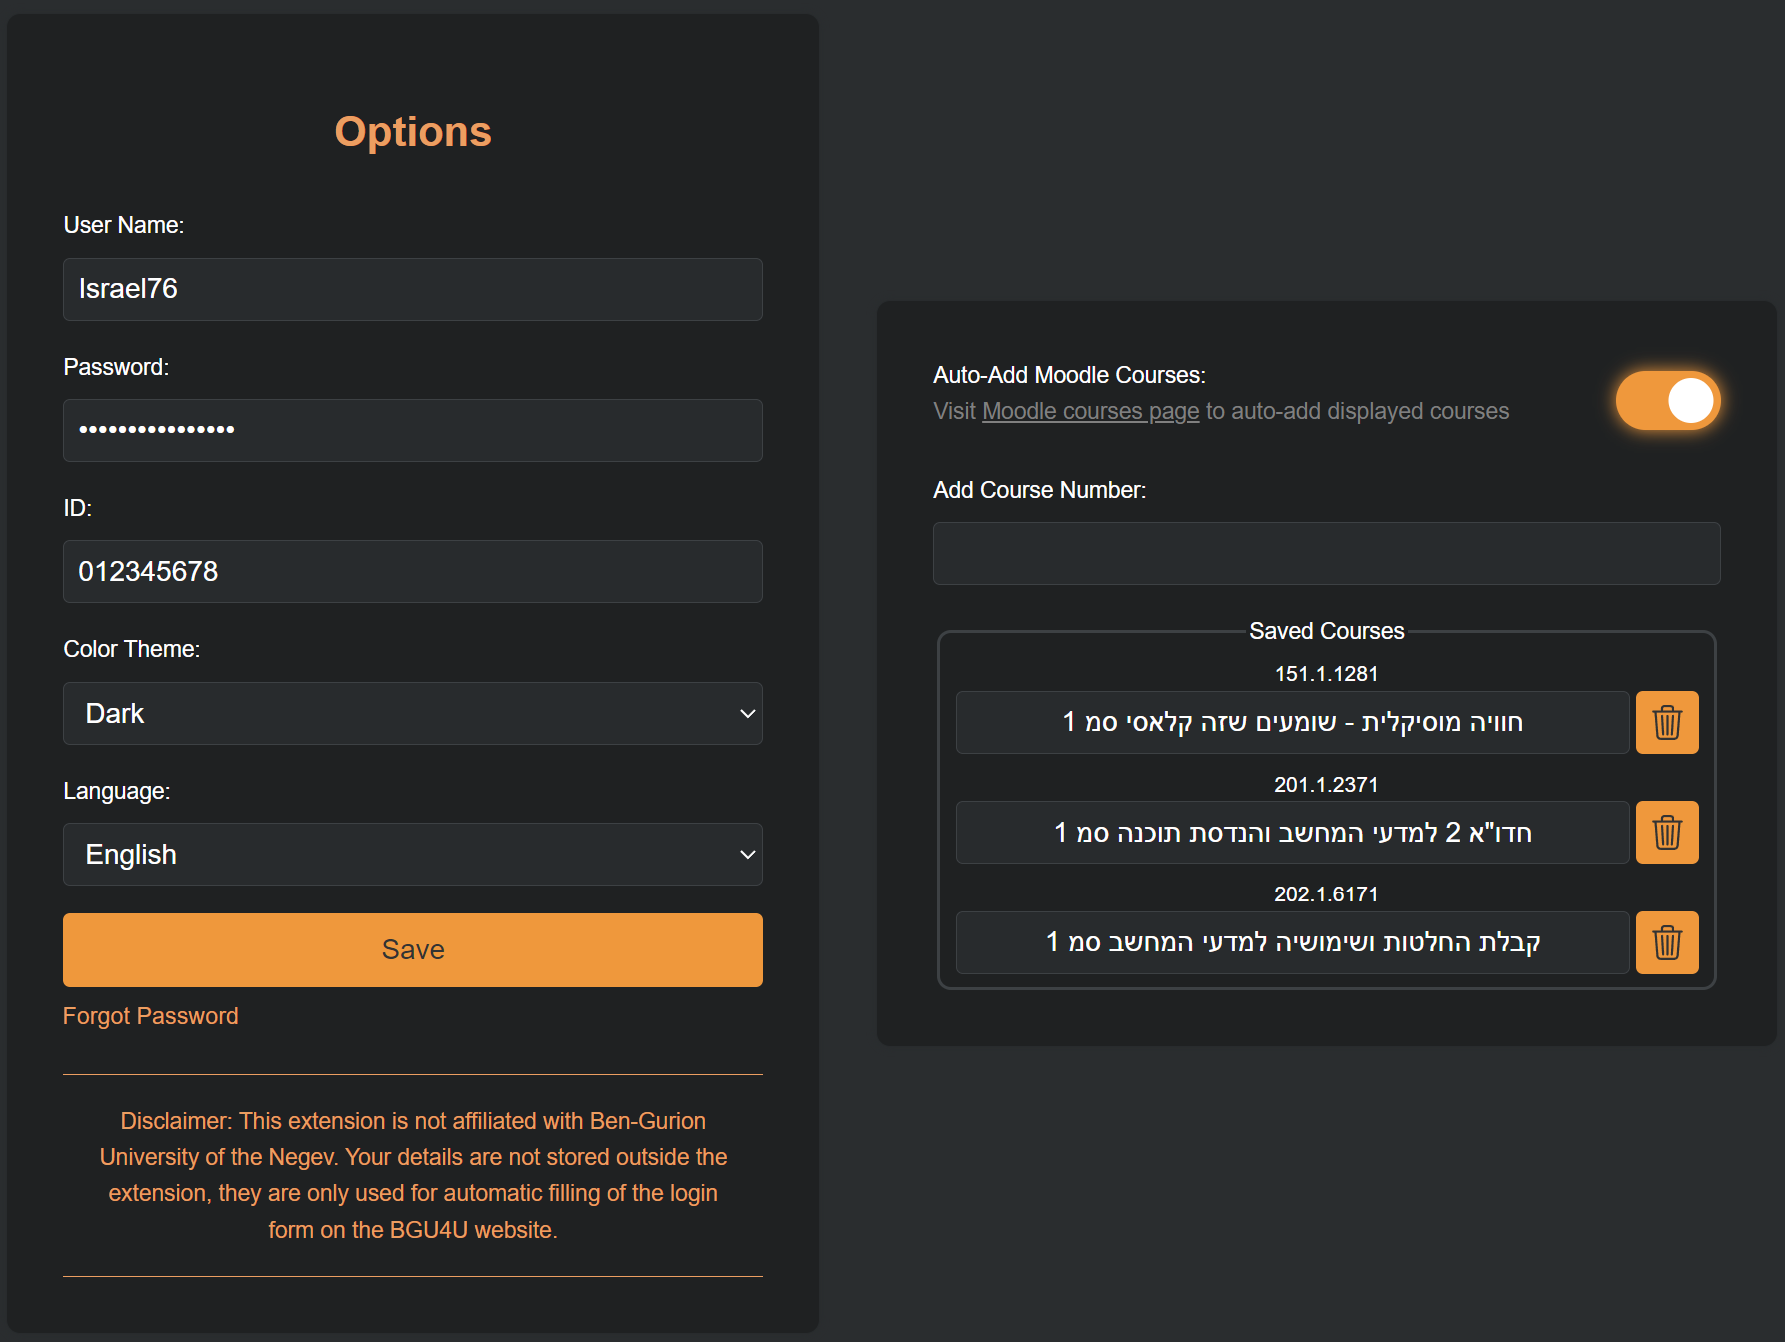 Options
User Name:
Israel76
Password:
••••••••••••••••
ID:
012345678
Color Theme:
Dark
Language:
English
Save
Forgot Password
Disclaimer: This extension is not affiliated with Ben-Gurion
University of the Negev. Your details are not stored outside the
extension, they are only used for automatic filling of the login
form on the BGU4U website.
Auto-Add Moodle Courses:
Visit Moodle courses page to auto-add displayed courses
Add Course Number:
Saved Courses
151.1.1281
חוויה מוסיקלית - שומעים שזה קלאסי סמ 1
201.1.2371
חדו"א 2 למדעי המחשב והנדסת תוכנה סמ 1
202.1.6171
קבלת החלטות ושימושיה למדעי המחשב סמ 1